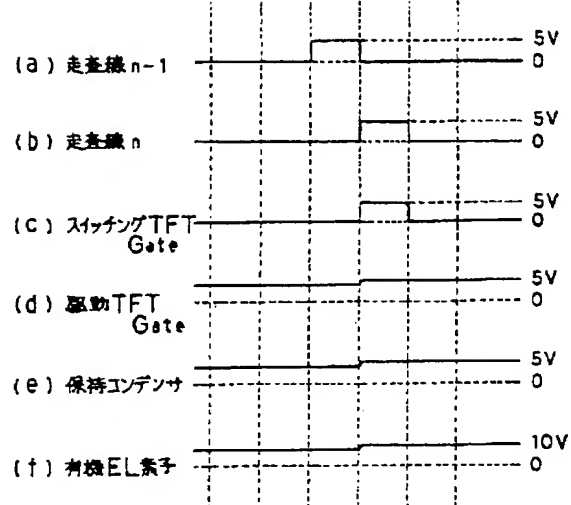 (a) 走査線 n-1
5V
0
(b) 走査線 n
5V
0
(c) スイッチングTFT
Gate
5V
0
(d) 駆動TFT
Gate
5V
0
(e) 保持コンデンサ
5V
0
(f) 有機EL素子
10V
0